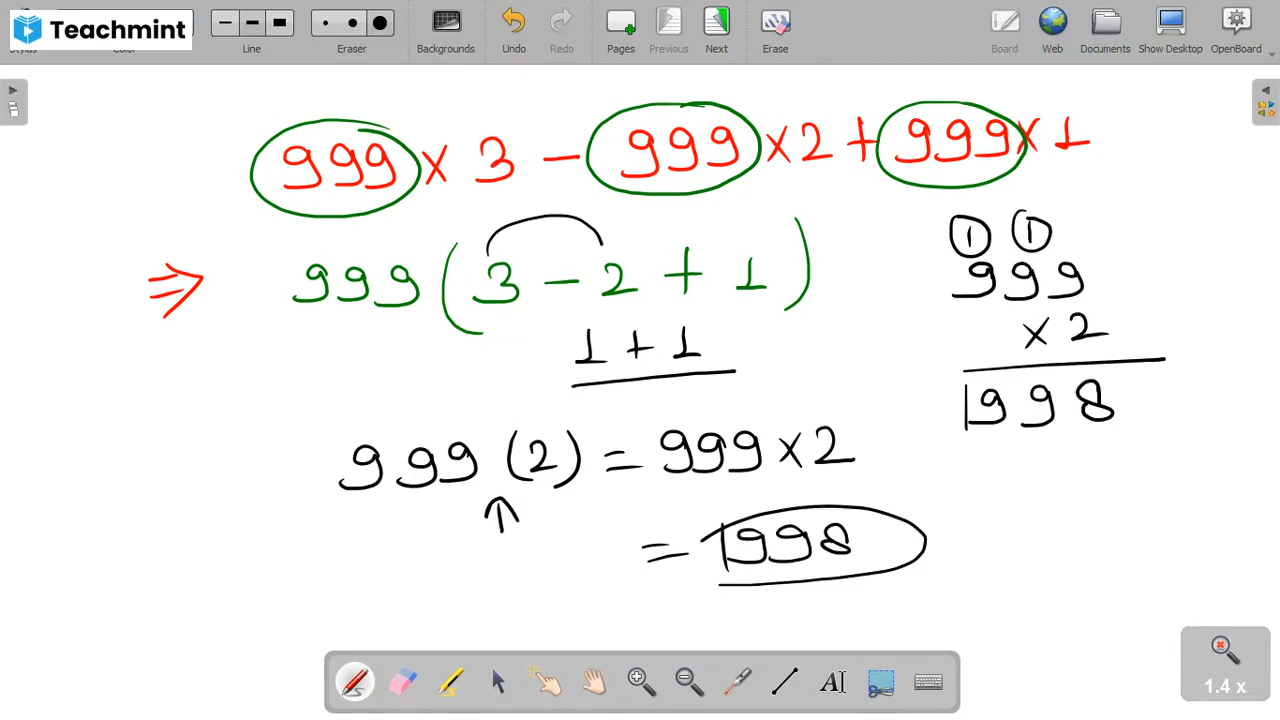 Teachmint
Styles Color Line Eraser Backgrounds Undo Redo Pages Previous Next Erase Board Web Documents Show Desktop OpenBoard
999 × 3 - 999 × 2 + 999 × 1
⇒ 999 ( 3 - 2 + 1 )
1 + 1
999 (2) = 999 × 2
↑
= 1998
1 1
999
× 2
1998
1.4 x